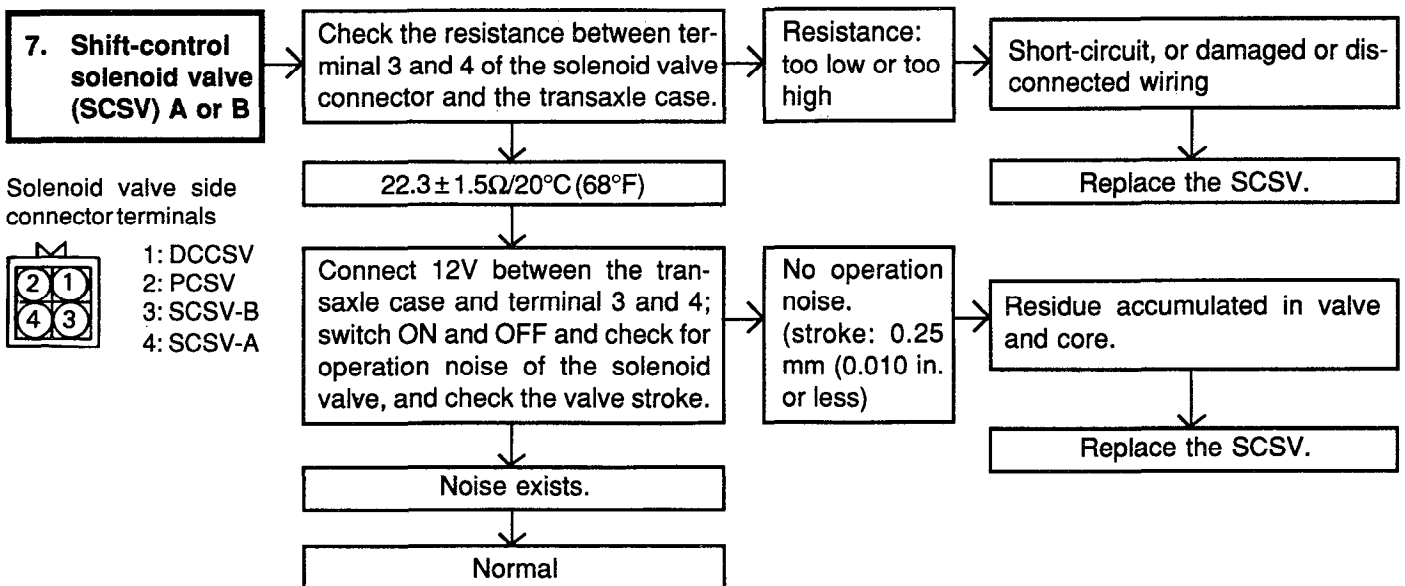 7. Shift-control
solenoid valve
(SCSV) A or B
Check the resistance between ter-
minal 3 and 4 of the solenoid valve
connector and the transaxle case.
Resistance:
too low or too
high
Short-circuit, or damaged or dis-
connected wiring
Replace the SCSV.
22.3±1.5Ω/20°C (68°F)
Solenoid valve side
connector terminals
2 1
4 3
1: DCCSV
2: PCSV
3: SCSV-B
4: SCSV-A
Connect 12V between the tran-
saxle case and terminal 3 and 4;
switch ON and OFF and check for
operation noise of the solenoid
valve, and check the valve stroke.
No operation
noise.
(stroke: 0.25
mm (0.010 in.
or less)
Residue accumulated in valve
and core.
Replace the SCSV.
Noise exists.
Normal